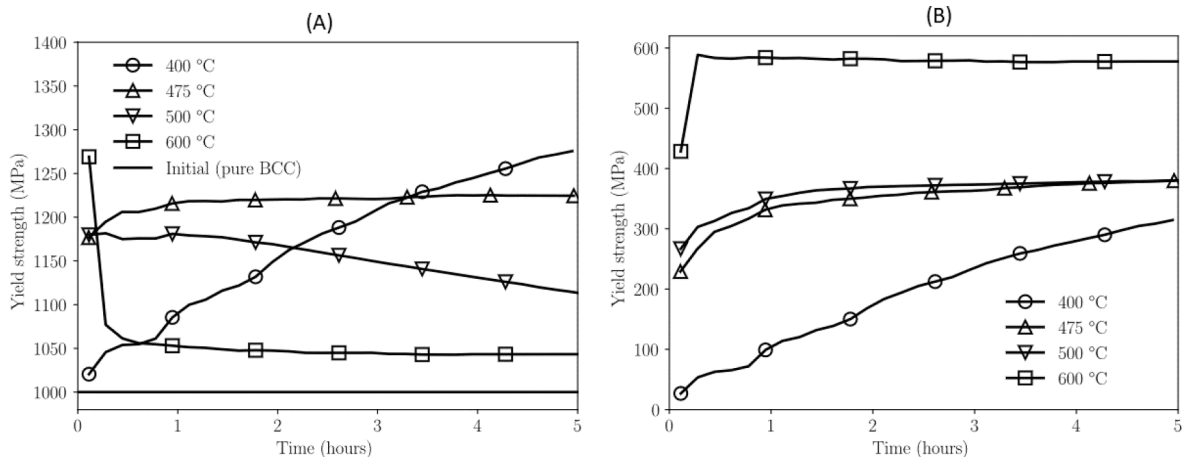 (A)
1400
1350
1300
1250
1200
1150
1100
1050
1000
Yield strength (MPa)
400 °C
475 °C
500 °C
600 °C
Initial (pure BCC)
0
1
2
3
4
5
Time (hours)
(B)
600
500
400
300
200
100
0
Yield strength (MPa)
400 °C
475 °C
500 °C
600 °C
0
1
2
3
4
5
Time (hours)